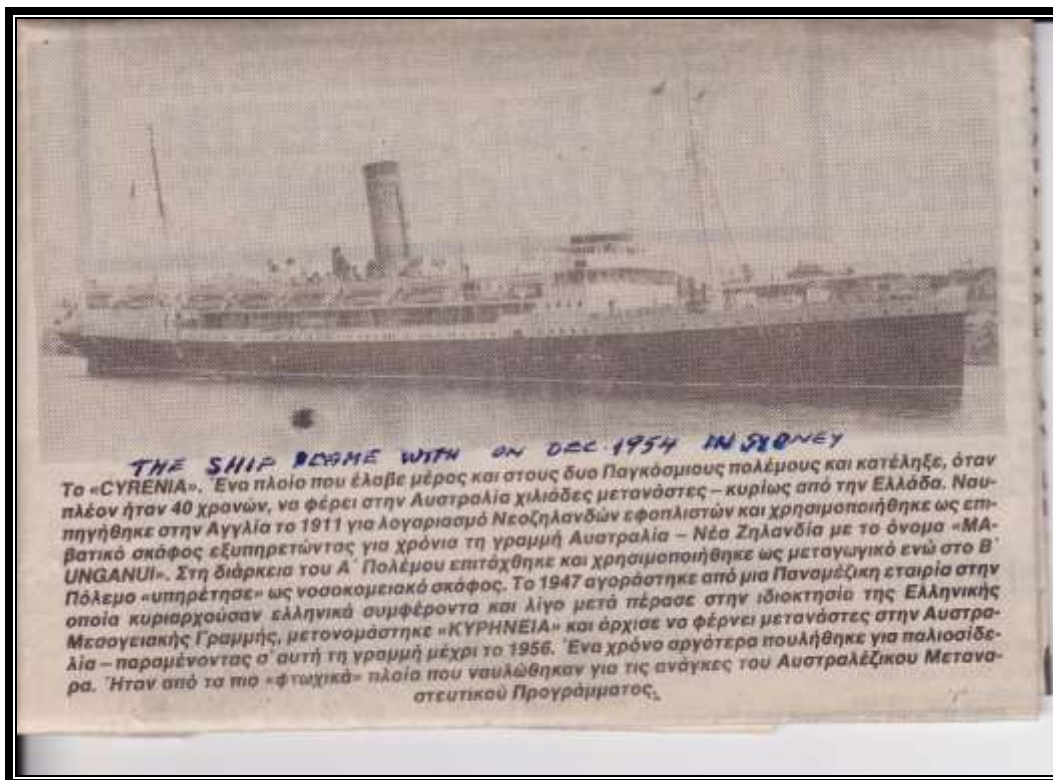 THE SHIP I CAME WITH ON DEC. 1954 IN SYDNEY
Το «CYRENIA». Ένα πλοίο που έλαβε μέρος και στους δυο Παγκόσμιους πολέμους και κατέληξε, όταν
πλέον ήταν 40 χρονών, να φέρει στην Αυστραλία χιλιάδες μετανάστες – κυρίως από την Ελλάδα. Ναυ-
πηγήθηκε στην Αγγλία το 1911 για λογαριασμό Νεοζηλανδών εφοπλιστών και χρησιμοποιήθηκε ως επι-
βατικό σκάφος εξυπηρετώντας για χρόνια τη γραμμή Αυστραλία – Νέα Ζηλανδία με το όνομα «ΜΑ-
UNGANUI». Στη διάρκεια του Α΄ Πολέμου επιτάχθηκε και χρησιμοποιήθηκε ως μεταγωγικό ενώ στο Β΄
Πόλεμο «υπηρέτησε» ως νοσοκομειακό σκάφος. Το 1947 αγοράστηκε από μια Παναμέζικη εταιρία στην
οποία κυριαρχούσαν ελληνικά συμφέροντα και λίγο μετά πέρασε στην ιδιοκτησία της Ελληνικής
Μεσογειακής Γραμμής, μετονομάστηκε «ΚΥΡΗΝΕΙΑ» και άρχισε να φέρνει μετανάστες στην Αυστρα-
λία – παραμένοντας σ' αυτή τη γραμμή μέχρι το 1956. Ένα χρόνο αργότερα πουλήθηκε για παλιοσίδε-
ρα. Ήταν από τα πιο «φτωχικά» πλοία που ναυλώθηκαν για τις ανάγκες του Αυστραλέζικου Μετανα-
στευτικού Προγράμματος.